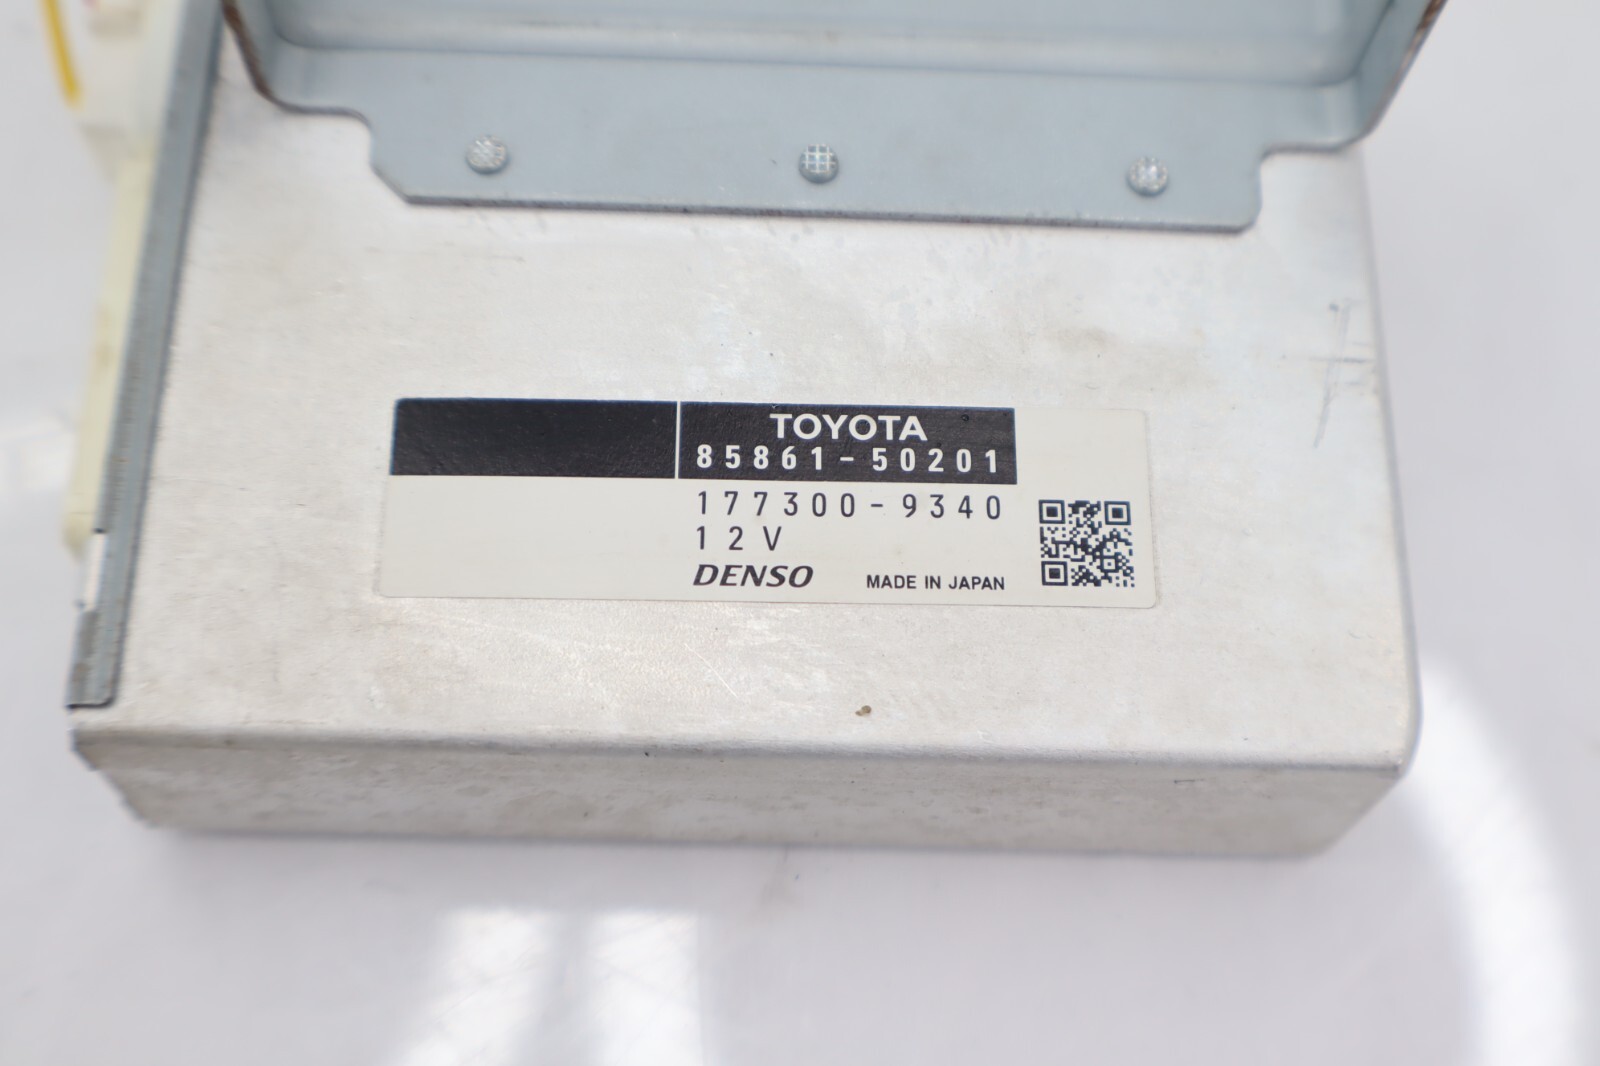 TOYOTA
85861-50201
177300-9340
12V
DENSO MADE IN JAPAN